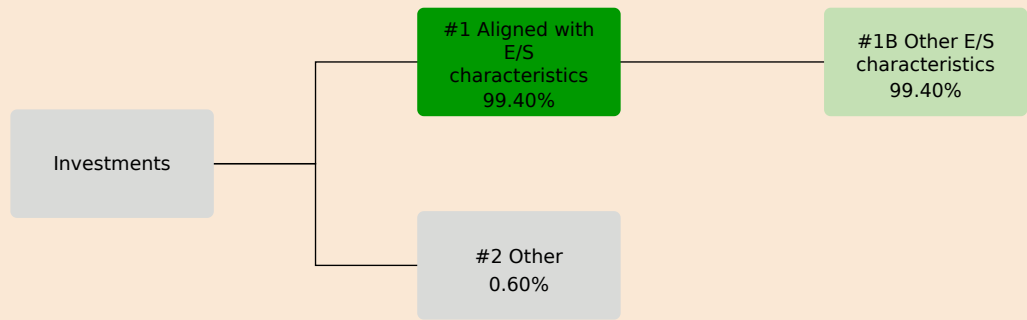 #1 Aligned with
E/S
characteristics
99.40%
#1B Other E/S
characteristics
99.40%
Investments
#2 Other
0.60%